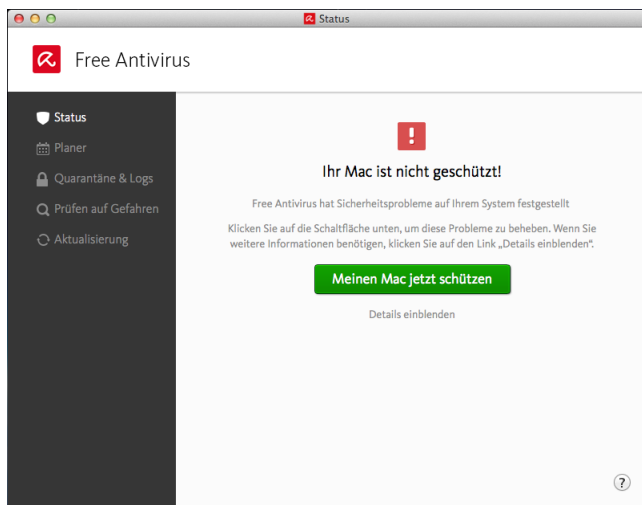 Status
Free Antivirus
Status
Planer
Quarantäne & Logs
Prüfen auf Gefahren
Aktualisierung
!
Ihr Mac ist nicht geschützt!
Free Antivirus hat Sicherheitsprobleme auf Ihrem System festgestellt
Klicken Sie auf die Schaltfläche unten, um diese Probleme zu beheben. Wenn Sie
weitere Informationen benötigen, klicken Sie auf den Link „Details einblenden“.
Meinen Mac jetzt schützen
Details einblenden
?